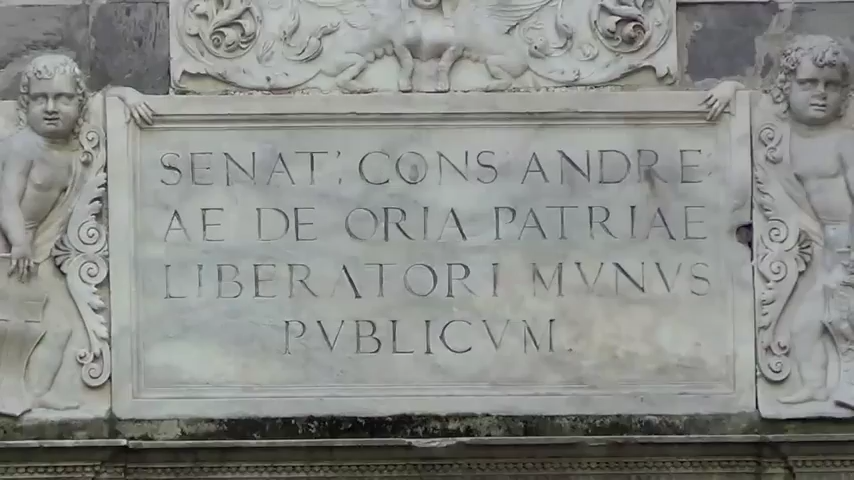 SENAT·, CONS·ANDRE·
AE DE ORIA PATRIAE
LIBERATORI MVNVS
PVBLICVM.